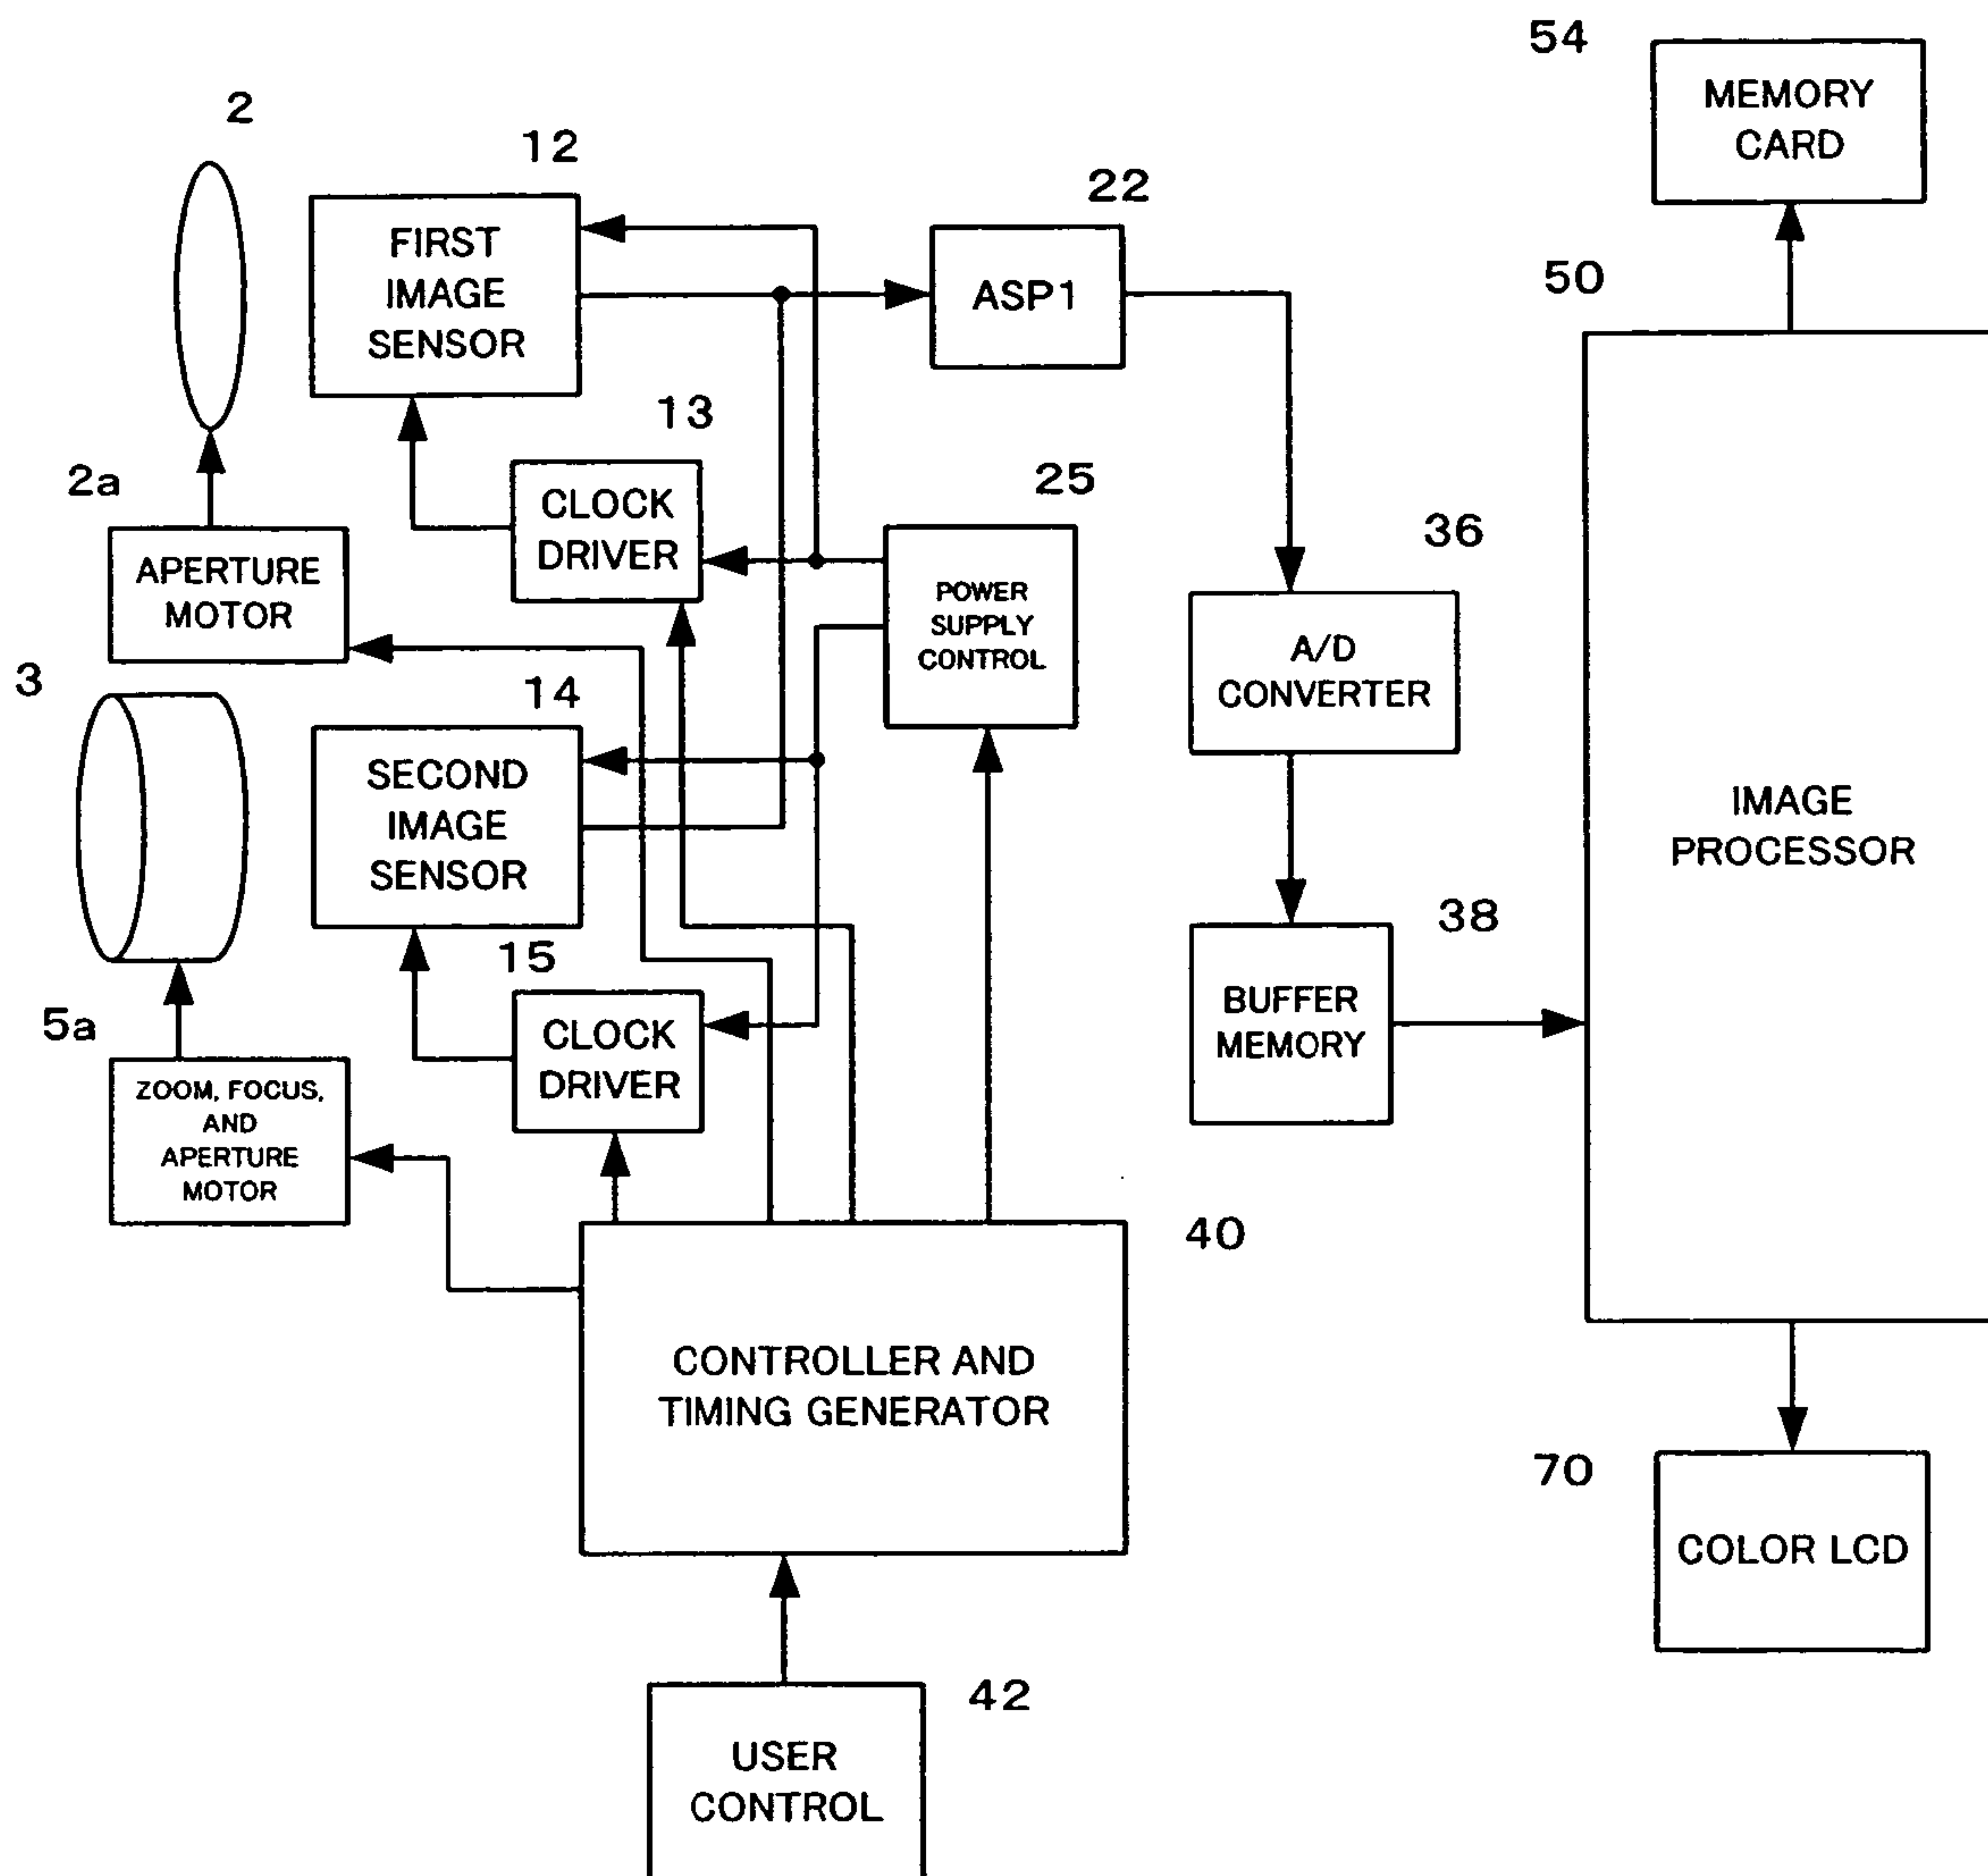 54
MEMORY
CARD
2
12
22
FIRST
IMAGE
SENSOR
ASP1
50
13
2a
25
CLOCK
DRIVER
36
APERTURE
MOTOR
POWER
SUPPLY
CONTROL
A/D
CONVERTER
3
14
SECOND
IMAGE
SENSOR
IMAGE
PROCESSOR
38
15
5a
CLOCK
DRIVER
BUFFER
MEMORY
ZOOM, FOCUS,
AND
APERTURE
MOTOR
40
CONTROLLER AND
TIMING GENERATOR
70
COLOR LCD
42
USER
CONTROL